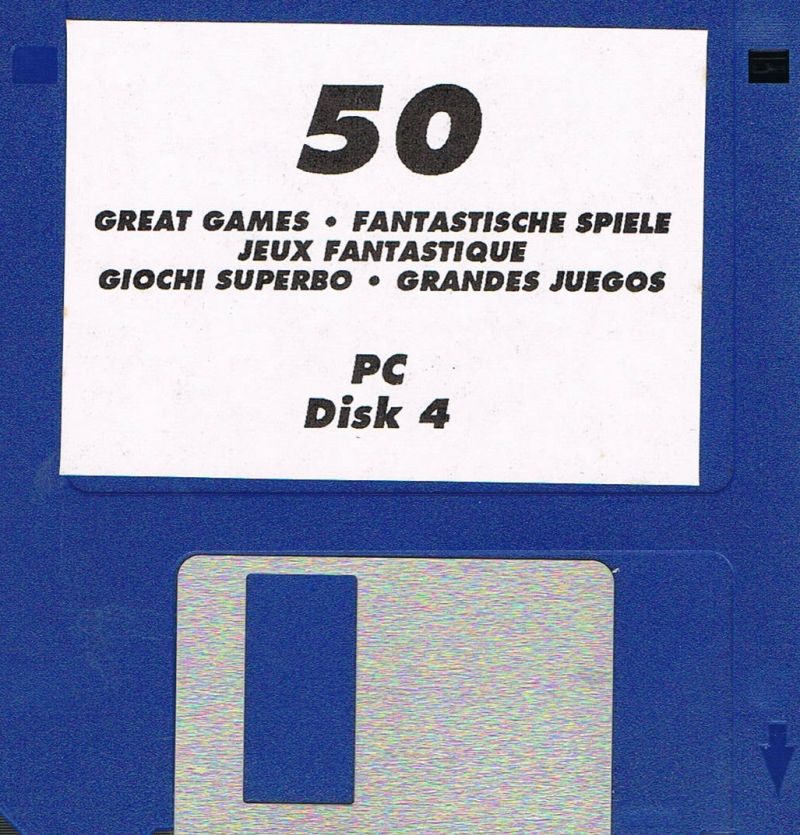 50
GREAT GAMES • FANTASTISCHE SPIELE
JEUX FANTASTIQUE
GIOCHI SUPERBO • GRANDES JUEGOS
PC
Disk 4